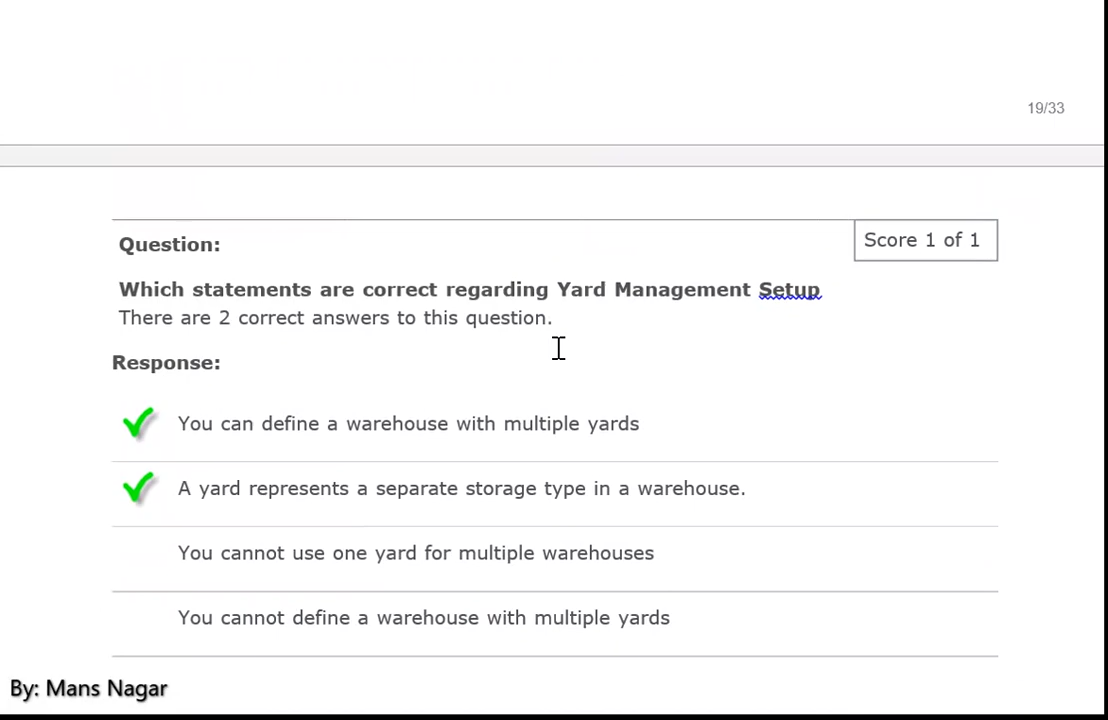 19/33
Question:
Score 1 of 1
Which statements are correct regarding Yard Management Setup
There are 2 correct answers to this question.
Response:
You can define a warehouse with multiple yards
A yard represents a separate storage type in a warehouse.
You cannot use one yard for multiple warehouses
You cannot define a warehouse with multiple yards
By: Mans Nagar